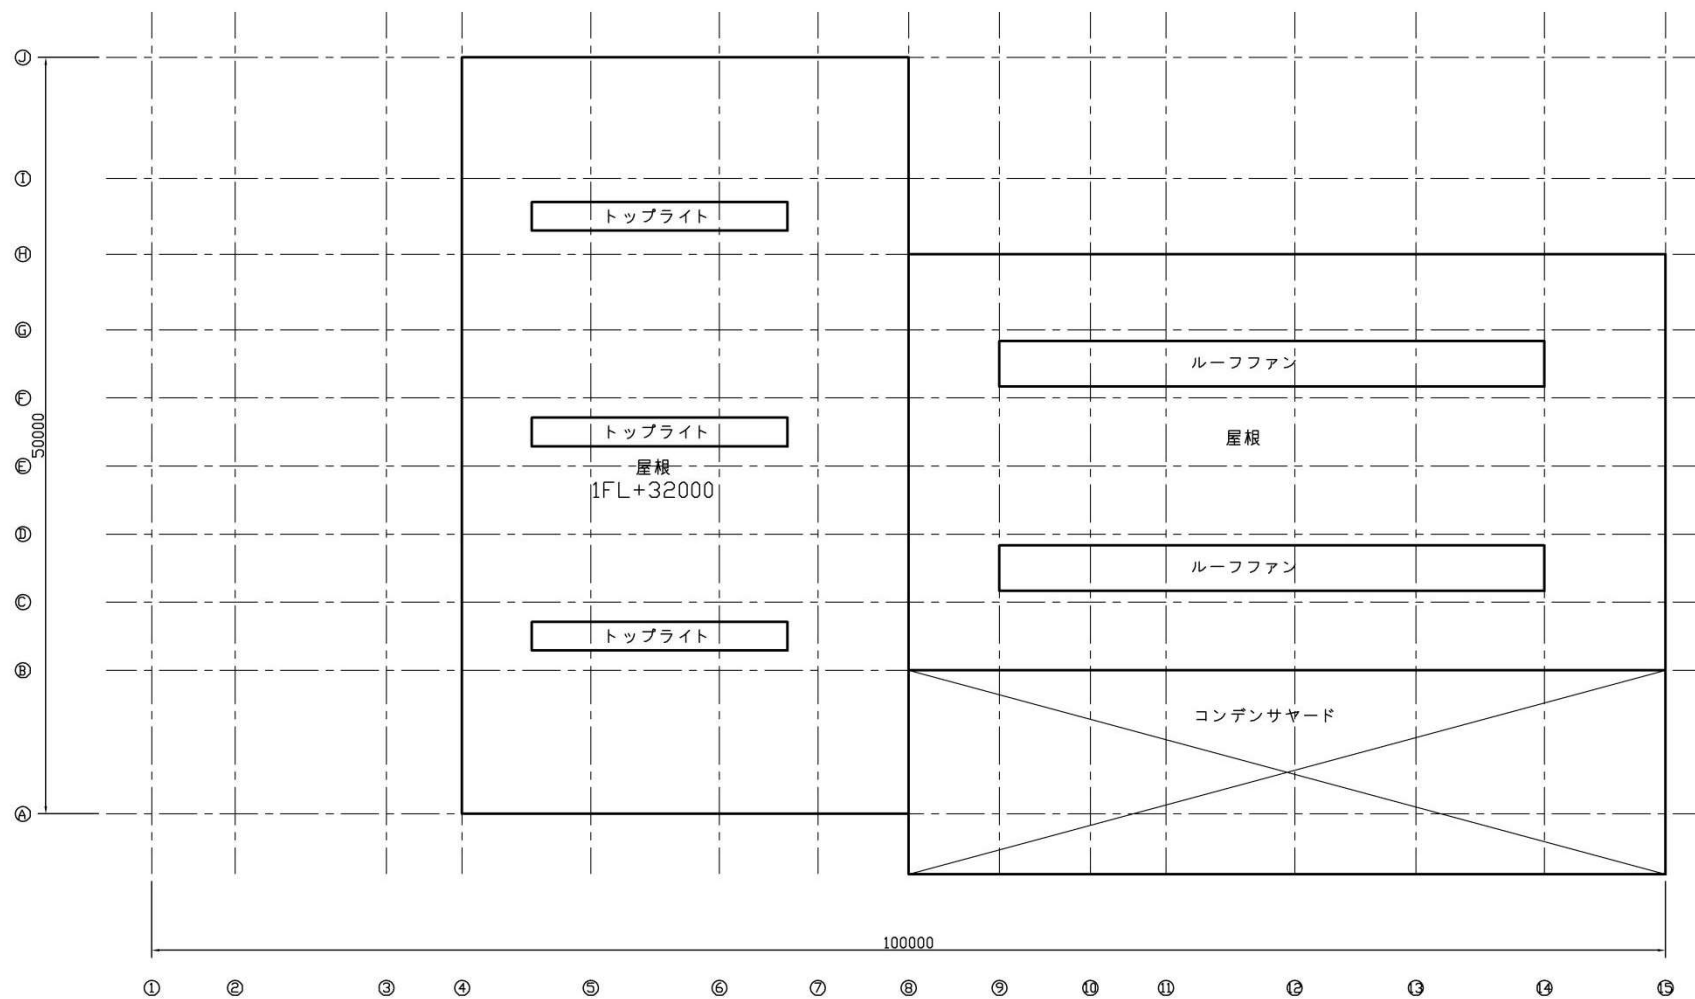 Ⓙ
Ⓘ
トップライト
Ⓗ
Ⓖ
ルーフファン
Ⓕ
50000
トップライト
屋根
Ⓔ
屋根
1FL+32000
Ⓓ
ルーフファン
Ⓒ
トップライト
Ⓑ
コンデンサヤード
Ⓐ
100000
① ② ③ ④ ⑤ ⑥ ⑦ ⑧ ⑨ ⑩ ⑪ ⑫ ⑬ ⑭ ⑮